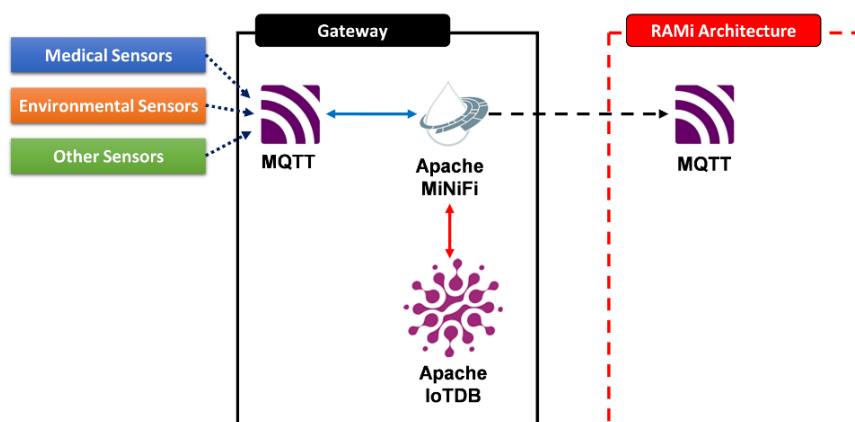 Gateway
RAMi Architecture
Medical Sensors
Environmental Sensors
Other Sensors
MQTT
Apache
MiNiFi
MQTT
Apache
IoTDB